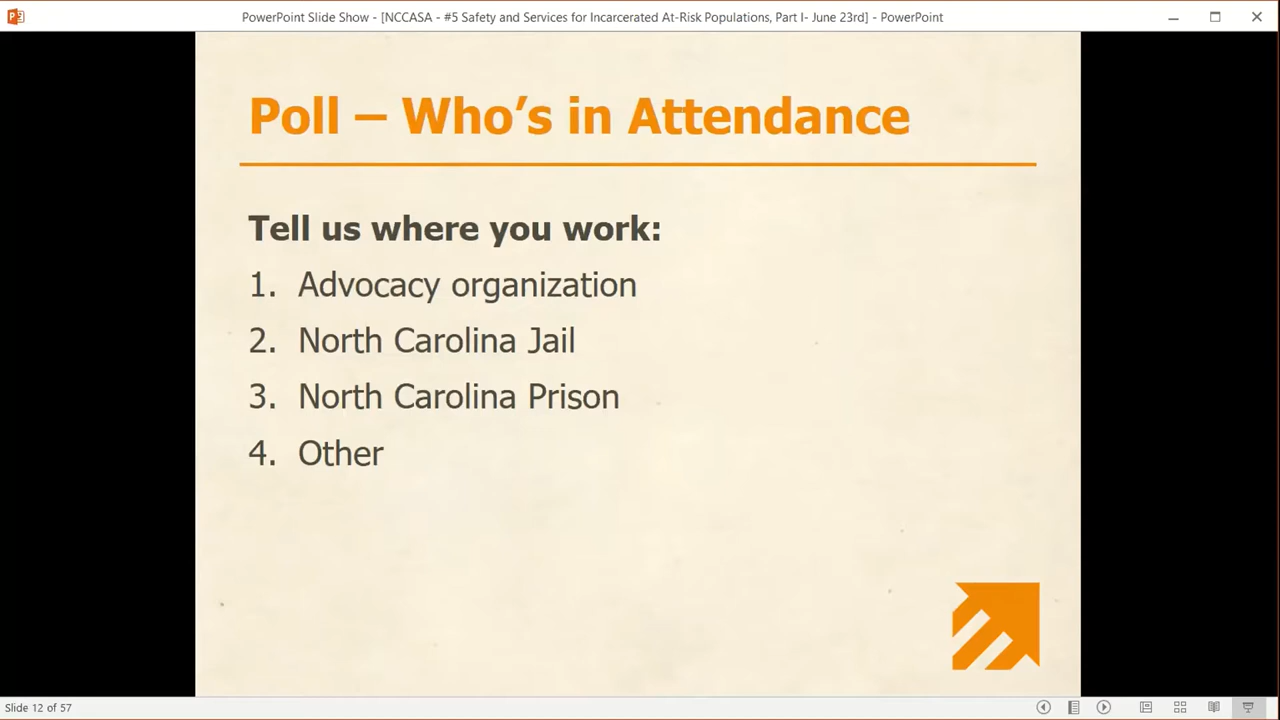 PowerPoint Slide Show - [NCCASA - #5 Safety and Services for Incarcerated At-Risk Populations, Part I- June 23rd] - PowerPoint
Poll – Who's in Attendance
Tell us where you work:
1. Advocacy organization
2. North Carolina Jail
3. North Carolina Prison
4. Other
Slide 12 of 57